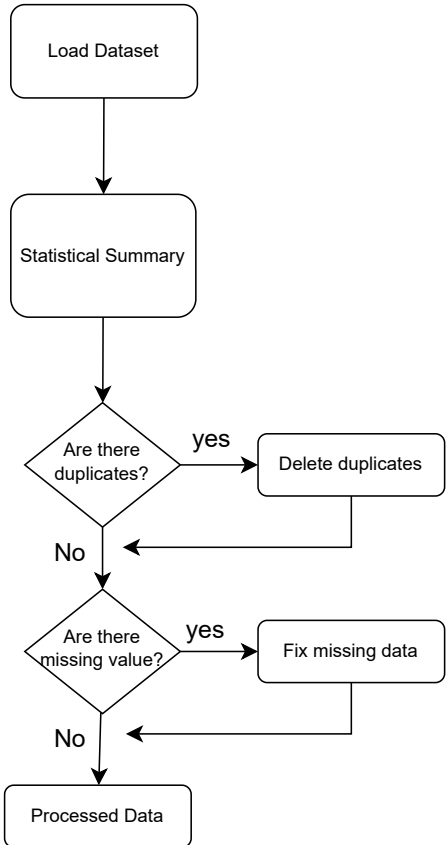 Load Dataset
Statistical Summary
Are there
duplicates?
yes
Delete duplicates
No
Are there
missing value?
yes
Fix missing data
No
Processed Data